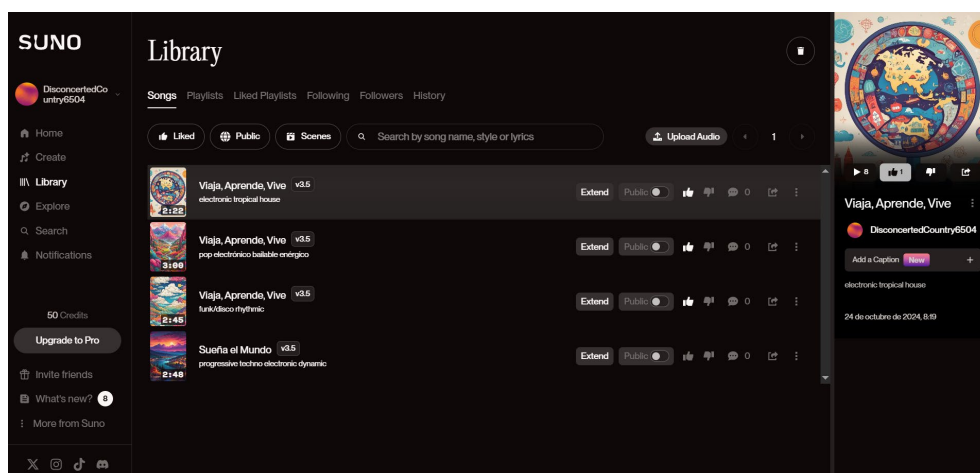 SUNO
DisconcertedCo
untry6504
Home
Create
Library
Explore
Search
Notifications
50 Credits
Upgrade to Pro
Invite friends
What's new? 8
More from Suno
Library
Songs Playlists Liked Playlists Following Followers History
Liked Public Scenes Search by song name, style or lyrics Upload Audio 1
Viaja, Aprende, Vive v3.5
electronic tropical house
2:22
Extend Public 0
Viaja, Aprende, Vive v3.5
pop electrónico bailable enérgico
3:00
Extend Public 0
Viaja, Aprende, Vive v3.5
funk/disco rhythmic
2:45
Extend Public 0
Sueña el Mundo v3.5
progressive techno electronic dynamic
2:48
Extend Public 0
8 1
Viaja, Aprende, Vive
DisconcertedCountry6504
Add a Caption New +
electronic tropical house
24 de octubre de 2024, 8:19